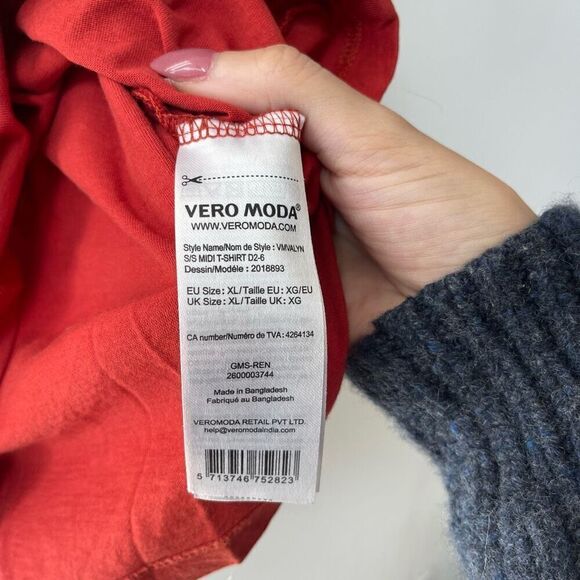 VERO MODA®
WWW.VEROMODA.COM
Style Name/Nom de Style : VMVALYN
S/S MIDI T-SHIRT D2-6
Dessin/Modéle : 2018893
EU Size: XL/Taille EU: XG/EU
UK Size: XL/Taille UK: XG
CA number/Numéro de TVA: 4264134
GMS-REN
2600003744
Made in Bangladesh
Fabriqué au Bangladesh
VEROMODA RETAIL PVT LTD.
help@veromodaindia.com
5 713746 752823